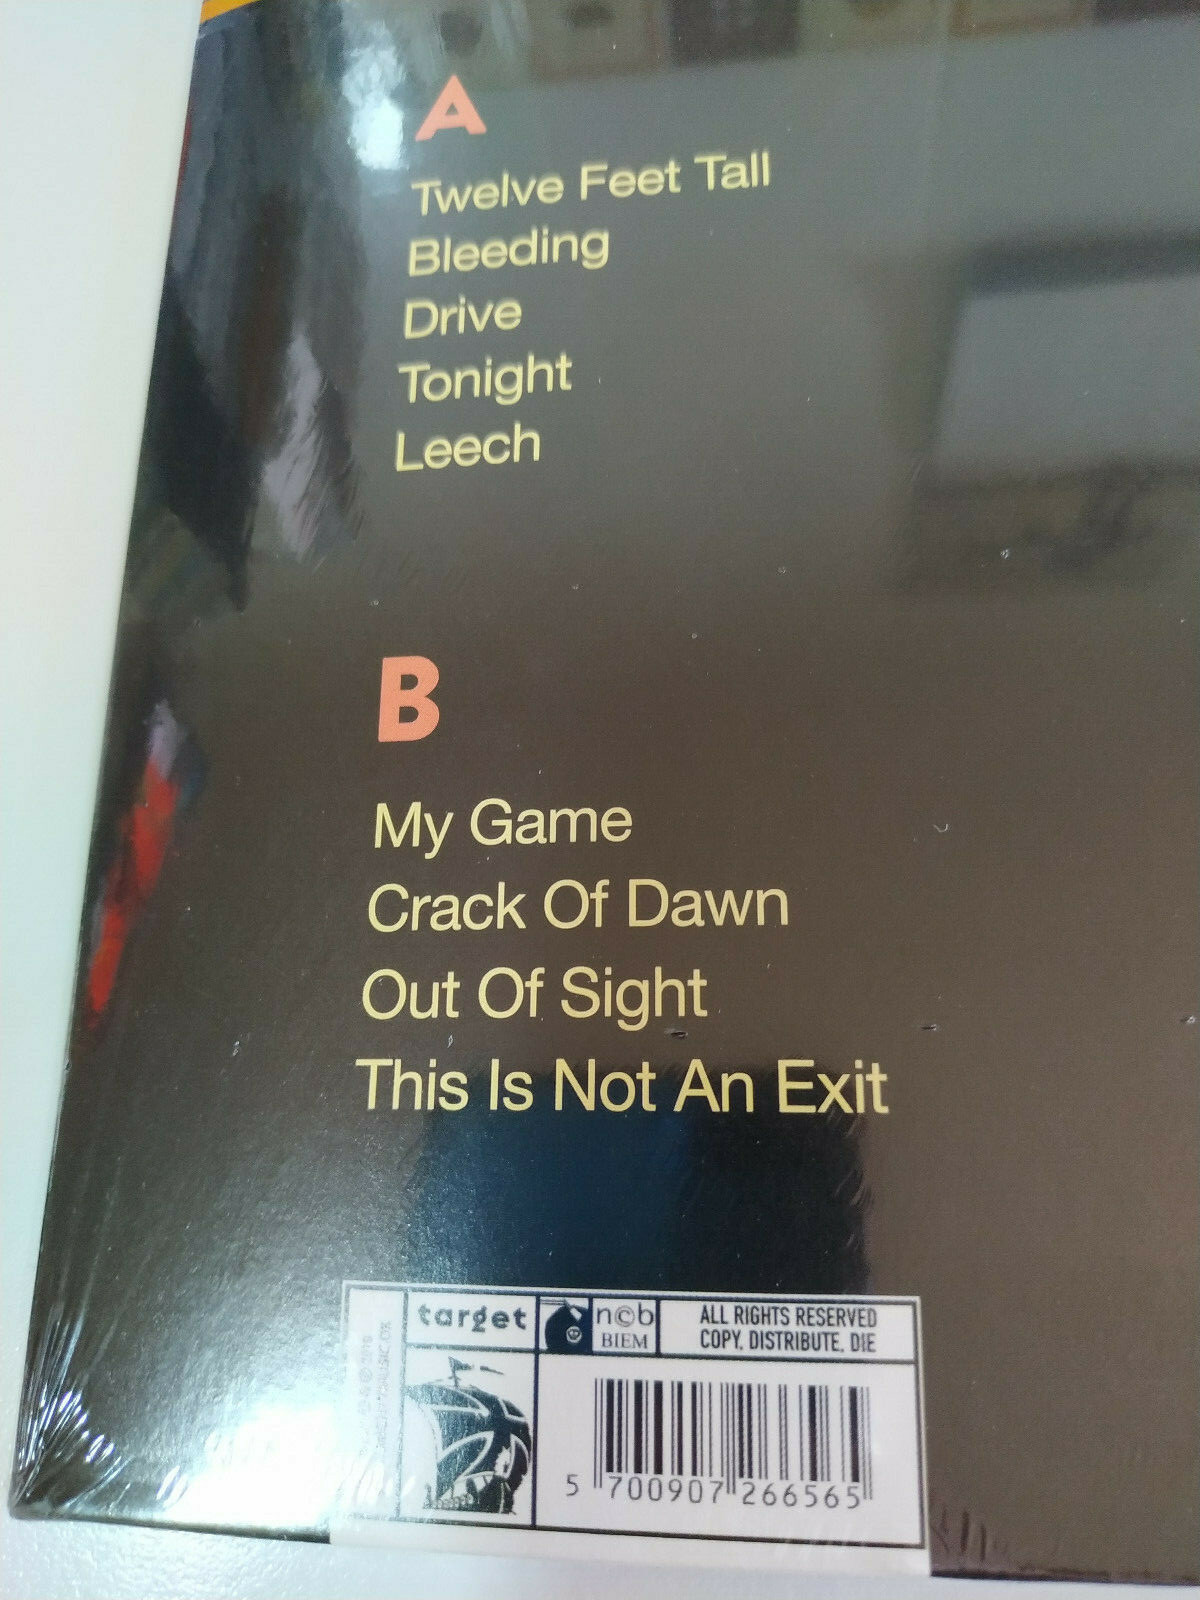 A
Twelve Feet Tall
Bleeding
Drive
Tonight
Leech
B
My Game
Crack Of Dawn
Out Of Sight
This Is Not An Exit
target
n©b
BIEM
ALL RIGHTS RESERVED
COPY, DISTRIBUTE, DIE
5 700907 266565